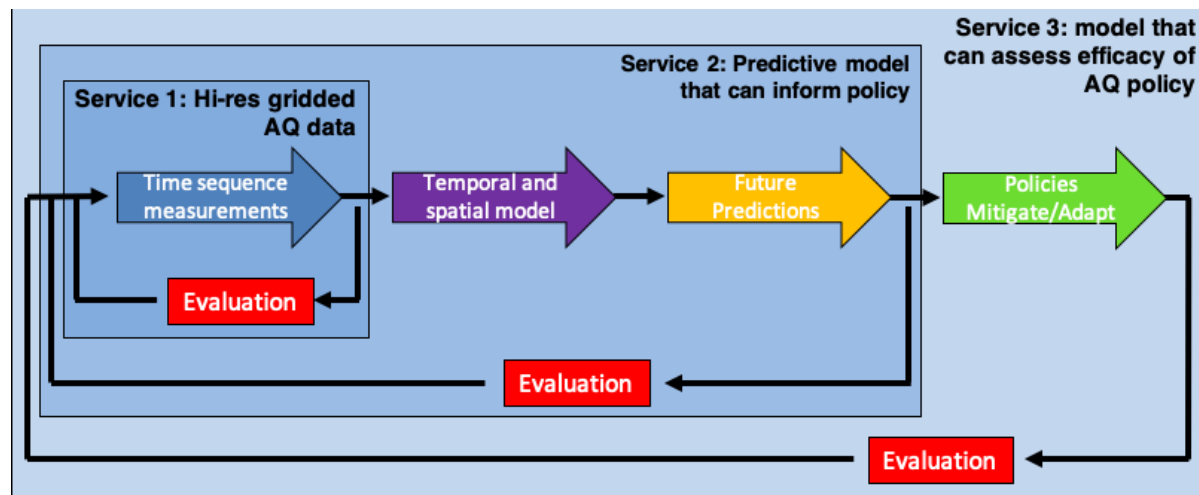 Service 3: model that
can assess efficacy of
AQ policy
Service 2: Predictive model
that can inform policy
Service 1: Hi-res gridded
AQ data
Time sequence
measurements
Temporal and
spatial model
Future
Predictions
Policies
Mitigate/Adapt
Evaluation
Evaluation
Evaluation